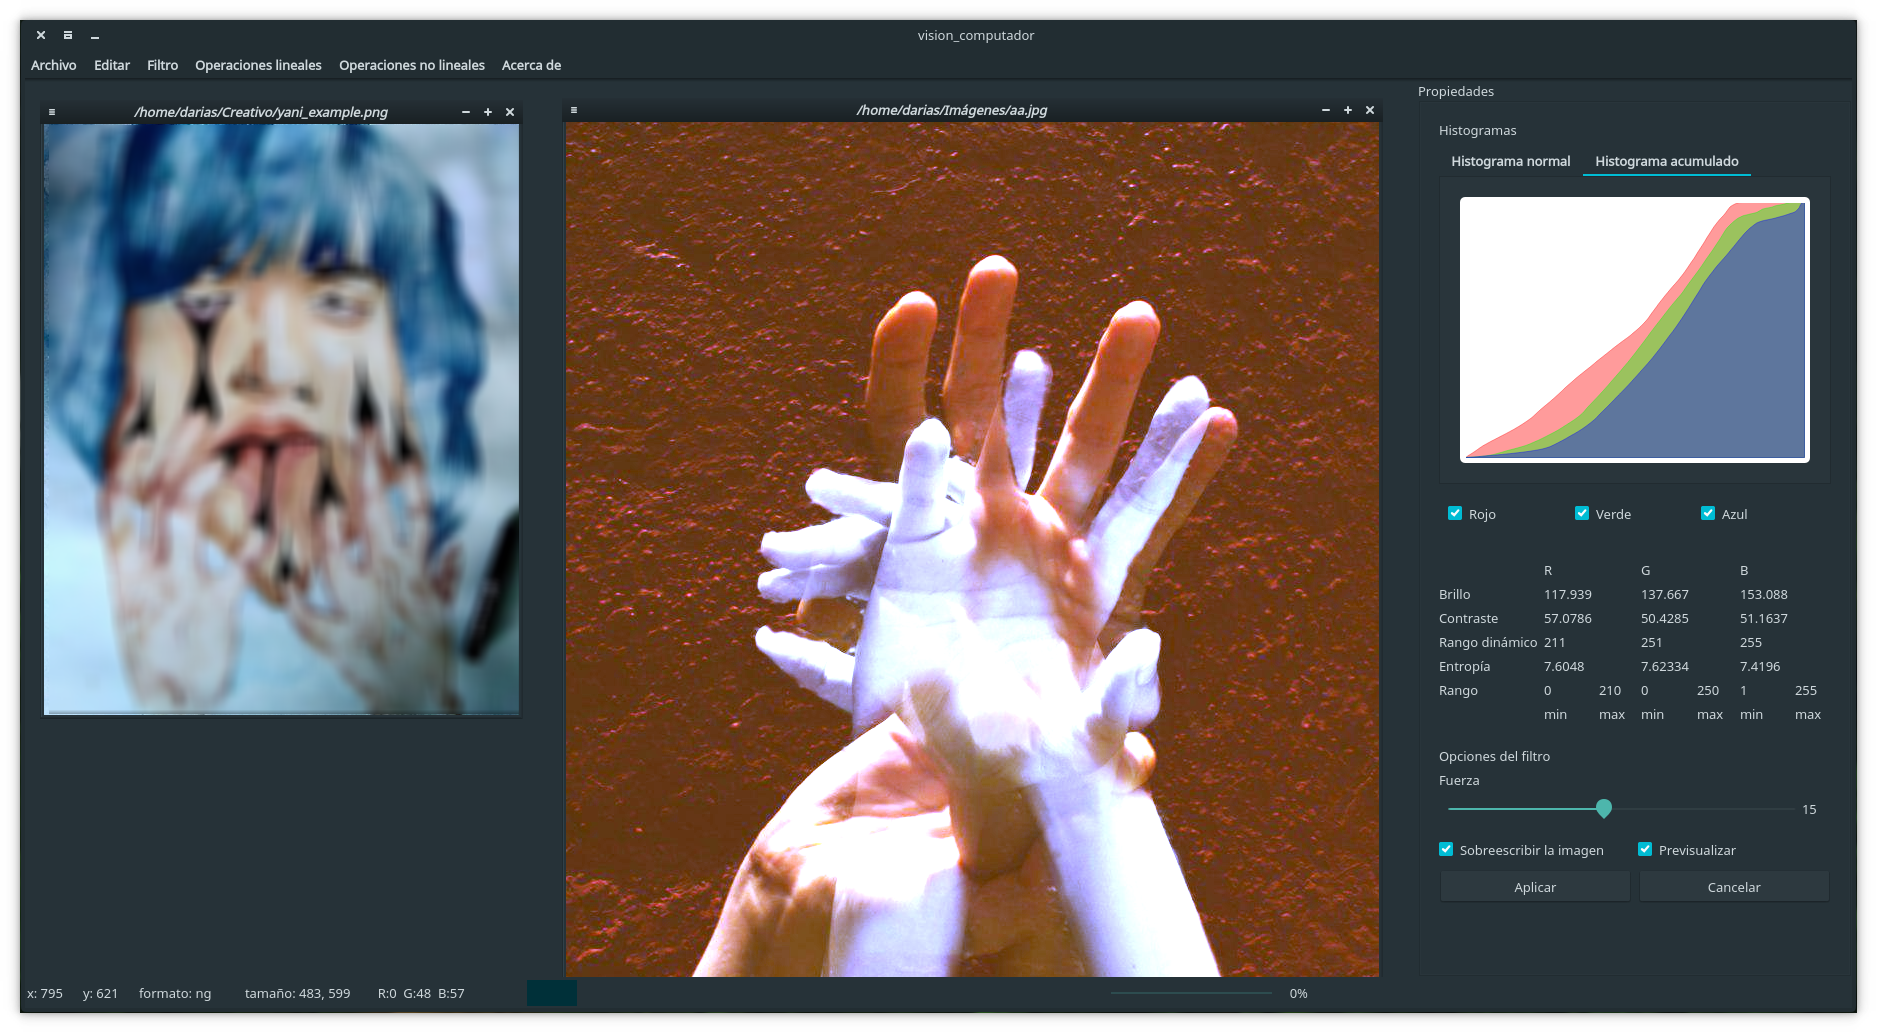 vision_computador
Archivo Editar Filtro Operaciones lineales Operaciones no lineales Acerca de
/home/darias/Creativo/yani_example.png
/home/darias/Imágenes/aa.jpg
Propiedades
Histogramas
Histograma normal Histograma acumulado
Rojo Verde Azul
R G B
Brillo 117.939 137.667 153.088
Contraste 57.0786 50.4285 51.1637
Rango dinámico 211 251 255
Entropía 7.6048 7.62334 7.4196
Rango 0 210 0 250 1 255
min max min max min max
Opciones del filtro
Fuerza
15
Sobreescribir la imagen Previsualizar
Aplicar Cancelar
x: 795 y: 621 formato: ng tamaño: 483, 599 R:0 G:48 B:57 0%